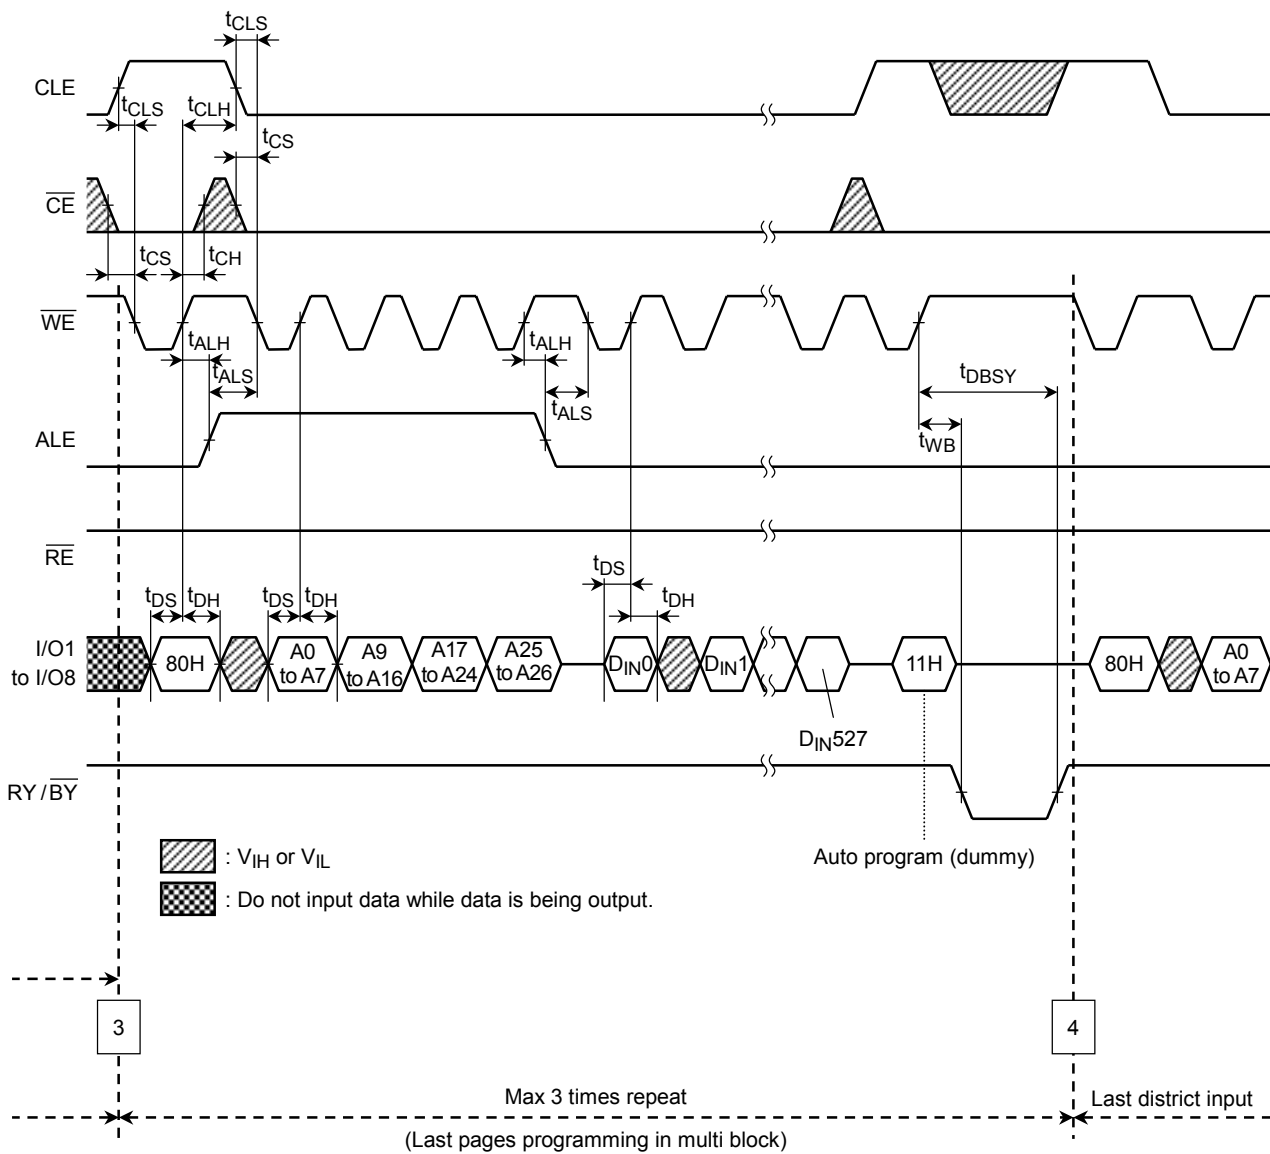 tCLS
CLE
tCLS
tCLH
tCS
CE
tCS
tCH
WE
tALH
tALH
tALS
tDBSY
tALS
ALE
tWB
RE
tDS
tDS
tDH
tDS
tDH
tDH
I/O1
to I/O8
80H
A0
to A7
A9
to A16
A17
to A24
A25
to A26
DIN0
DIN1
11H
80H
A0
to A7
DIN527
RY/BY
: VIH or VIL
Auto program (dummy)
: Do not input data while data is being output.
3
4
Max 3 times repeat
Last district input
(Last pages programming in multi block)